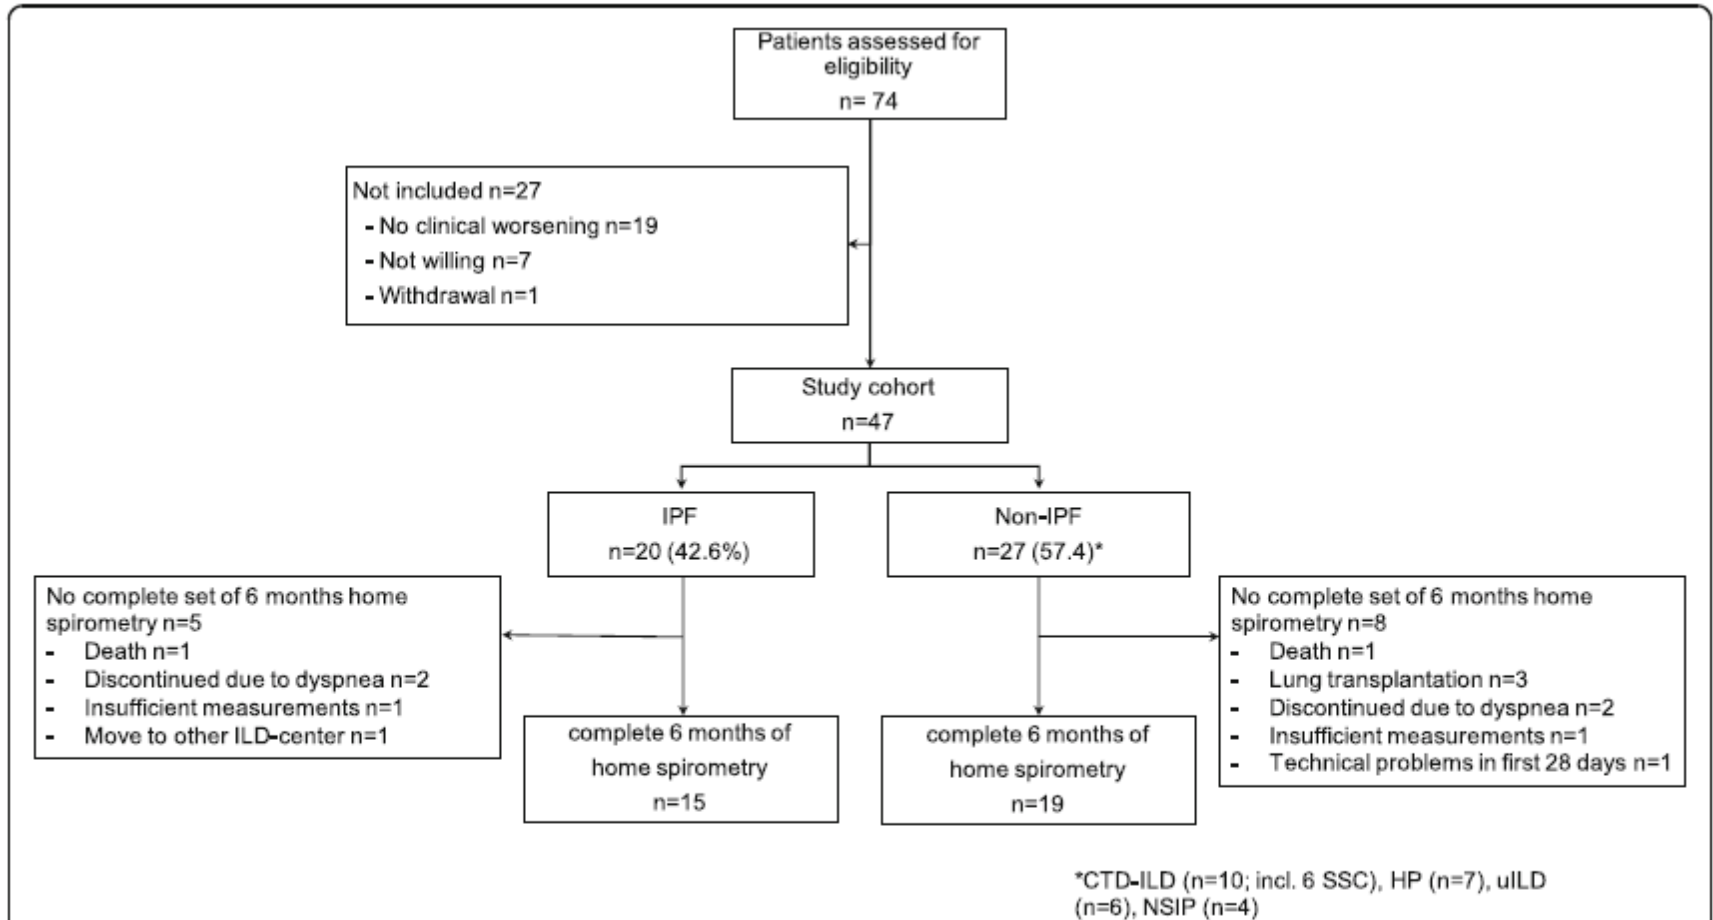 Patients assessed for
eligibility
n= 74
Not included n=27
- No clinical worsening n=19
- Not willing n=7
- Withdrawal n=1
Study cohort
n=47
IPF
n=20 (42.6%)
Non-IPF
n=27 (57.4)*
No complete set of 6 months home
spirometry n=5
- Death n=1
- Discontinued due to dyspnea n=2
- Insufficient measurements n=1
- Move to other ILD-center n=1
No complete set of 6 months home
spirometry n=8
- Death n=1
- Lung transplantation n=3
- Discontinued due to dyspnea n=2
- Insufficient measurements n=1
- Technical problems in first 28 days n=1
complete 6 months of
home spirometry
n=15
complete 6 months of
home spirometry
n=19
*CTD-ILD (n=10; incl. 6 SSC), HP (n=7), uILD
(n=6), NSIP (n=4)